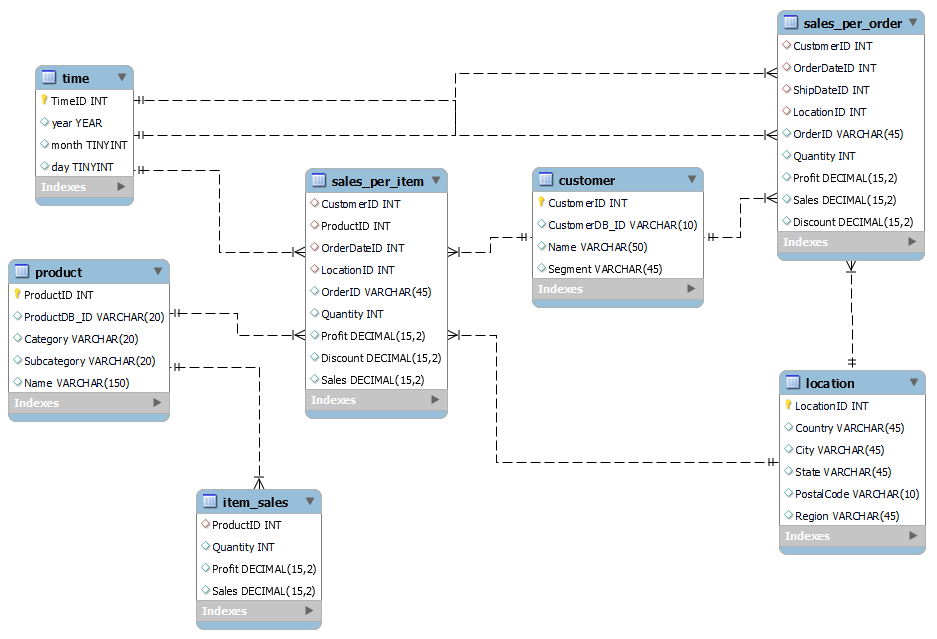 sales_per_order
CustomerID INT
OrderDateID INT
ShipDateID INT
LocationID INT
OrderID VARCHAR(45)
Quantity INT
Profit DECIMAL(15,2)
Sales DECIMAL(15,2)
Discount DECIMAL(15,2)
Indexes
time
TimeID INT
year YEAR
month TINYINT
day TINYINT
Indexes
sales_per_item
CustomerID INT
ProductID INT
OrderDateID INT
LocationID INT
OrderID VARCHAR(45)
Quantity INT
Profit DECIMAL(15,2)
Discount DECIMAL(15,2)
Sales DECIMAL(15,2)
Indexes
customer
CustomerID INT
CustomerDB_ID VARCHAR(10)
Name VARCHAR(50)
Segment VARCHAR(45)
Indexes
product
ProductID INT
ProductDB_ID VARCHAR(20)
Category VARCHAR(20)
Subcategory VARCHAR(20)
Name VARCHAR(150)
Indexes
location
LocationID INT
Country VARCHAR(45)
City VARCHAR(45)
State VARCHAR(45)
PostalCode VARCHAR(10)
Region VARCHAR(45)
Indexes
item_sales
ProductID INT
Quantity INT
Profit DECIMAL(15,2)
Sales DECIMAL(15,2)
Indexes